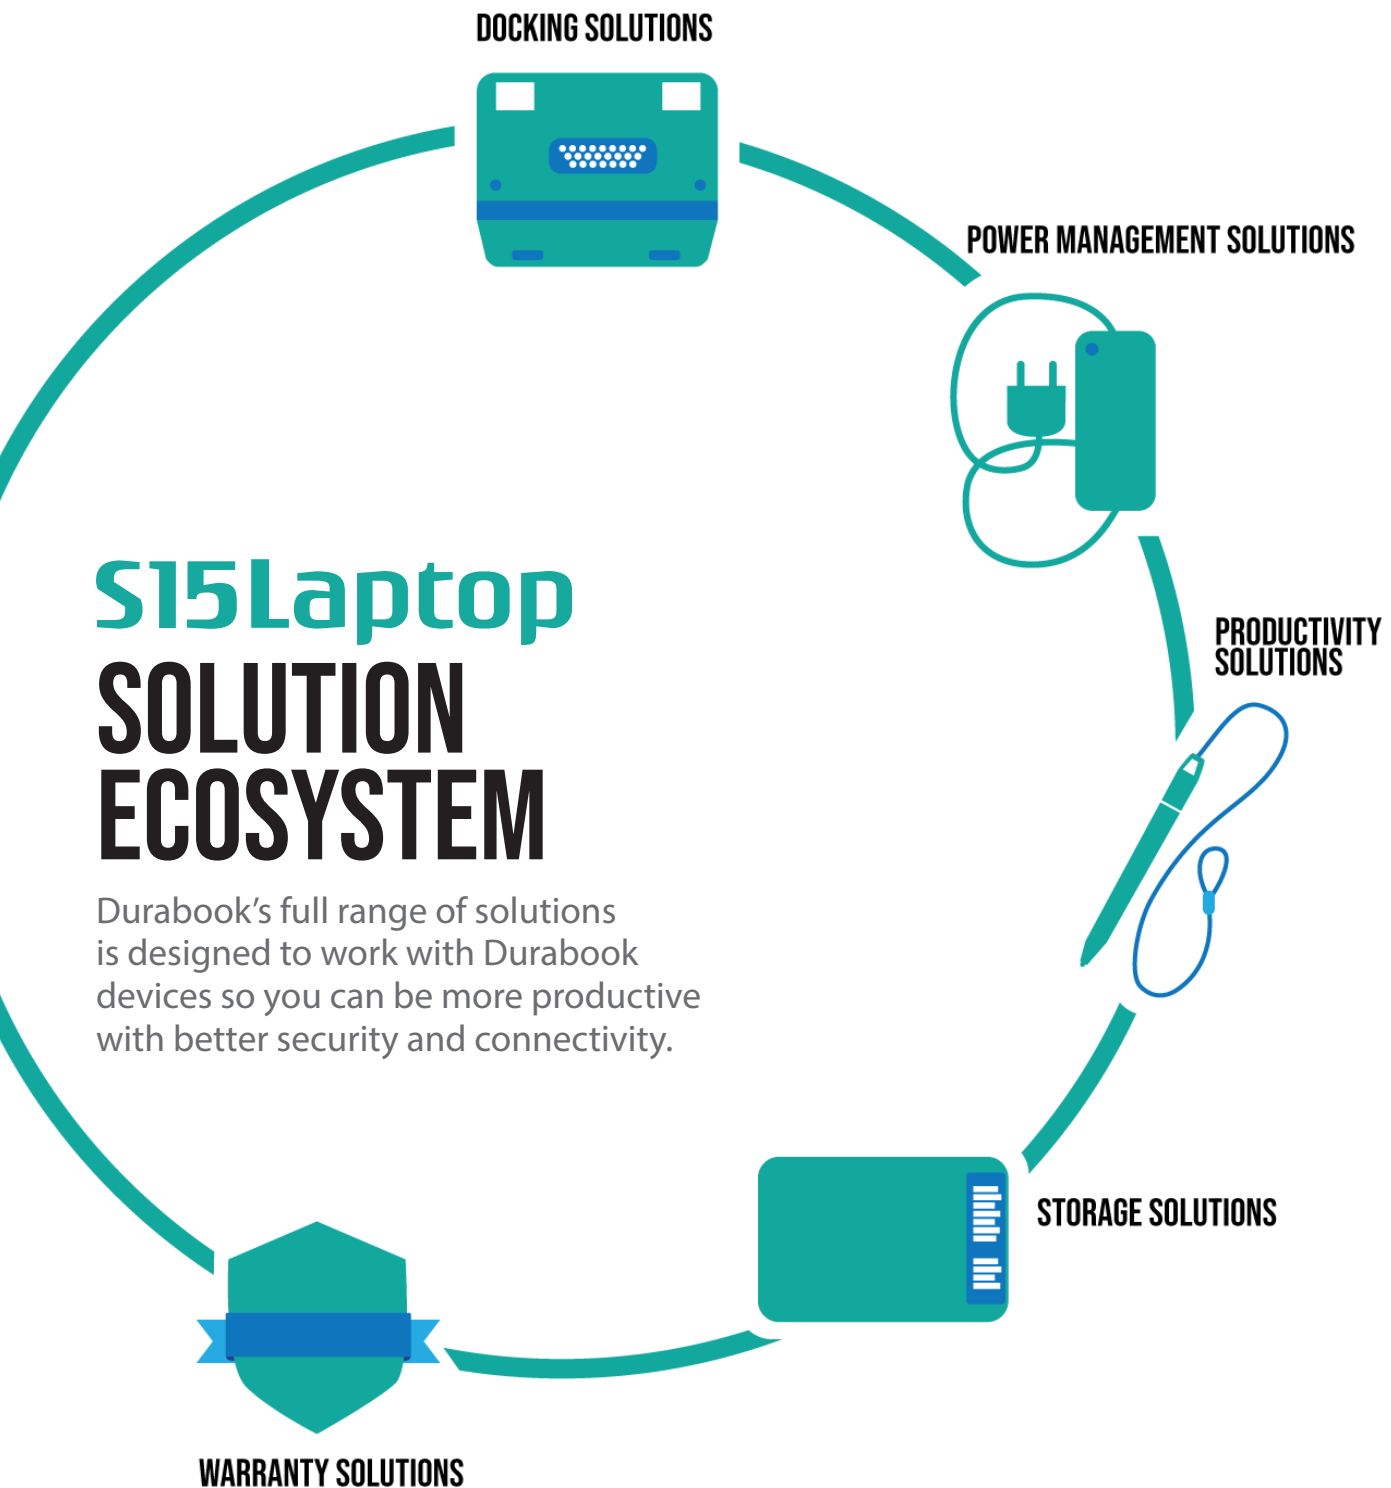 DOCKING SOLUTIONS
POWER MANAGEMENT SOLUTIONS
S15Laptop
SOLUTION
ECOSYSTEM
Durabook’s full range of solutions
is designed to work with Durabook
devices so you can be more productive
with better security and connectivity.
PRODUCTIVITY
SOLUTIONS
STORAGE SOLUTIONS
WARRANTY SOLUTIONS